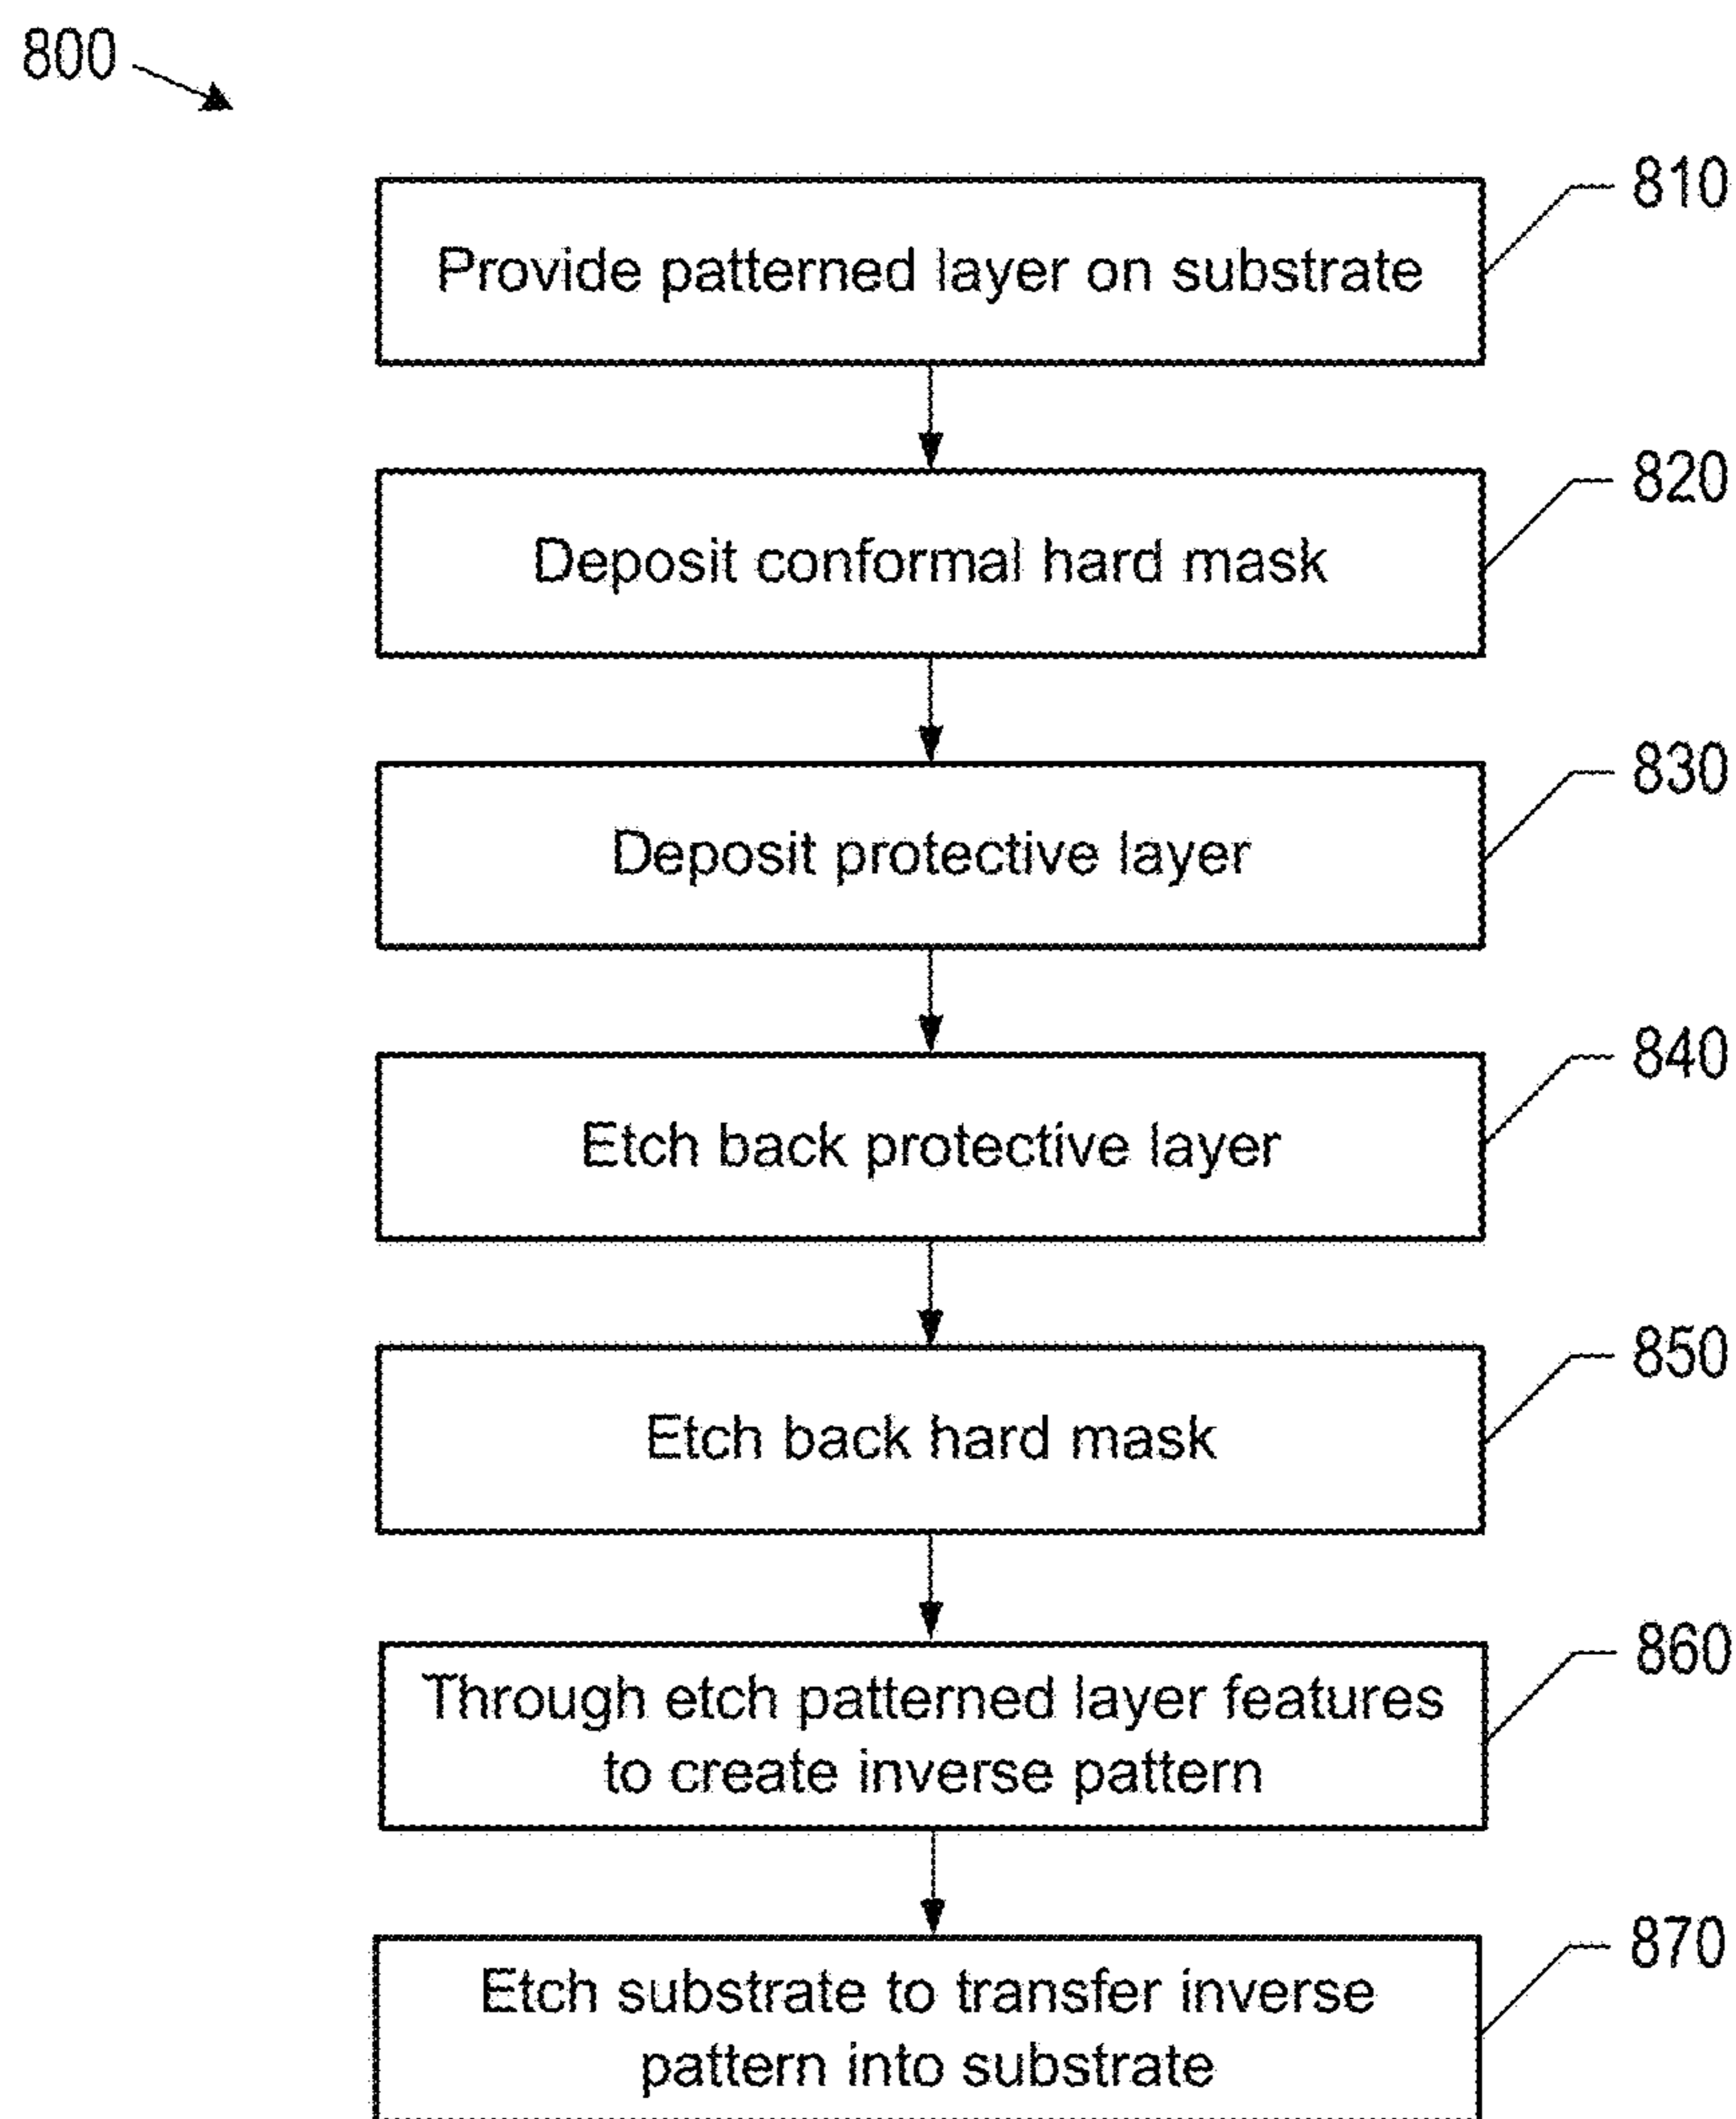 800
810
Provide patterned layer on substrate
820
Deposit conformal hard mask
830
Deposit protective layer
840
Etch back protective layer
850
Etch back hard mask
860
Through etch patterned layer features
to create inverse pattern
870
Etch substrate to transfer inverse
pattern into substrate